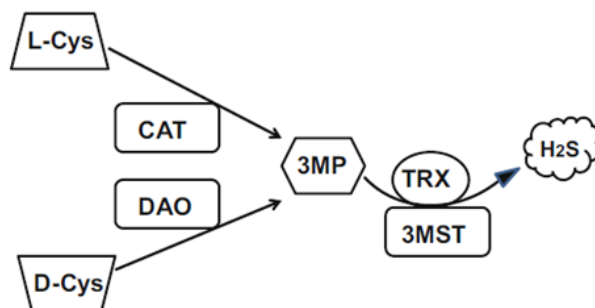 L-Cys
CAT
DAO
D-Cys
3MP
TRX
3MST
H2S